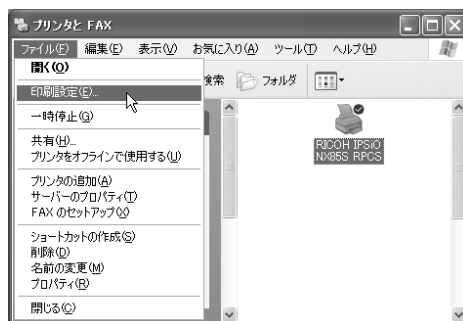 プリンタと FAX
ファイル(F) 編集(E) 表示(V) お気に入り(A) ツール(T) ヘルプ(H)
開く(O)
印刷設定(E)...
一時停止(G)
共有(H)...
プリンタをオフラインで使用する(U)
プリンタの追加(A)
サーバーのプロパティ(T)
FAX のセットアップ(X)
ショートカットの作成(S)
削除(D)
名前の変更(M)
プロパティ(R)
閉じる(C)
検索 フォルダ
RICOH IPSiO
NX85S RPCS